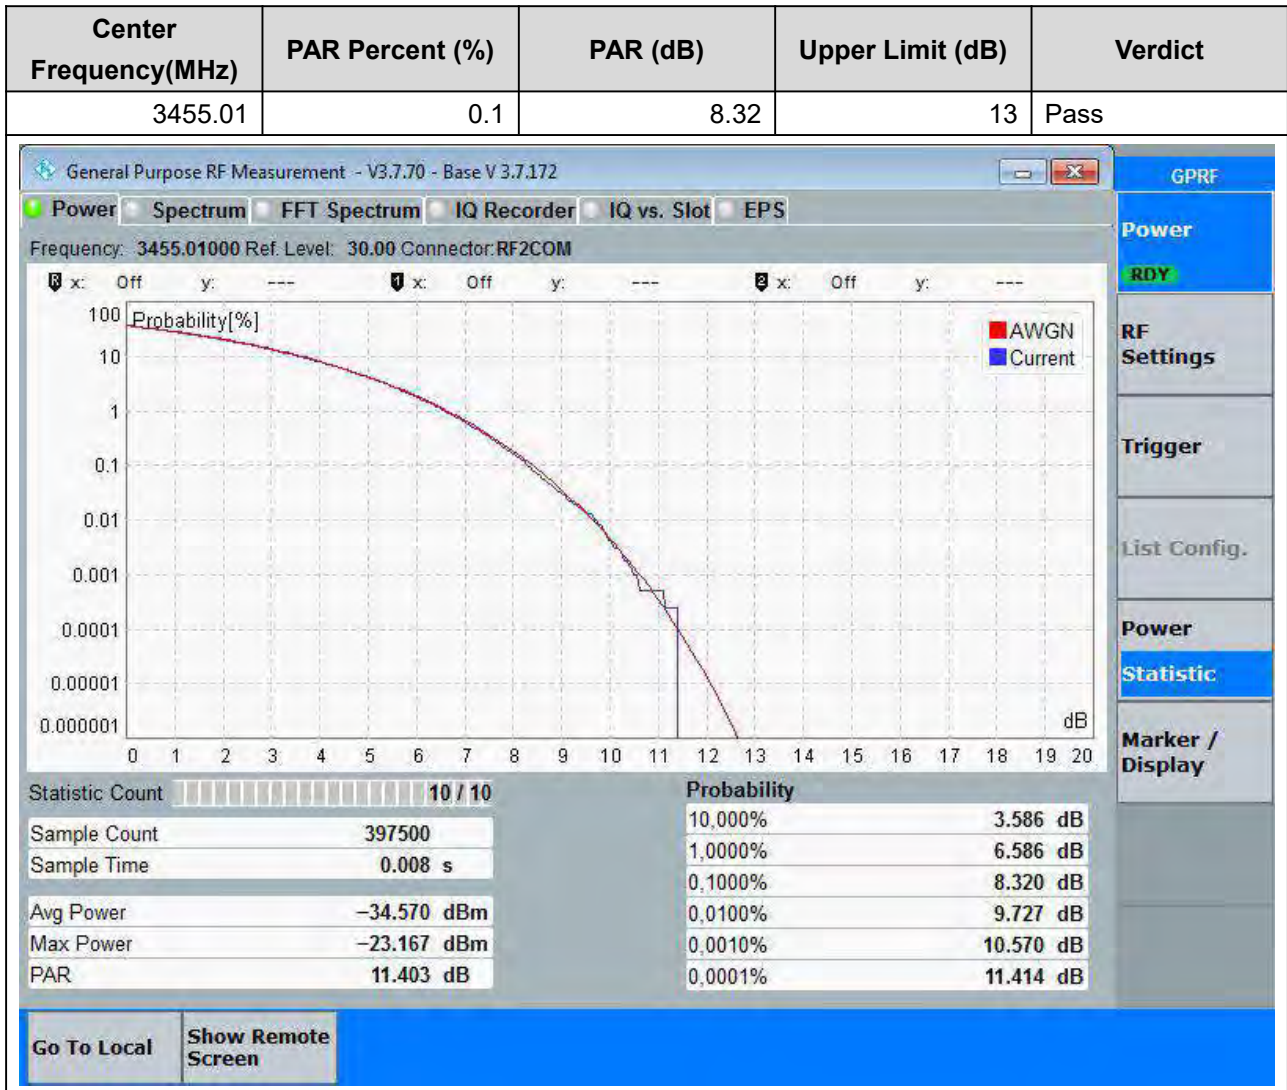 Center Frequency(MHz) PAR Percent (%) PAR (dB) Upper Limit (dB) Verdict
3455.01 0.1 8.32 13 Pass
General Purpose RF Measurement - V3.7.70 - Base V 3.7.172
GPRF
Power Spectrum FFT Spectrum IQ Recorder IQ vs. Slot EPS
Frequency: 3455.01000 Ref. Level: 30.00 Connector:RF2COM
R x: Off y: --- 1 x: Off y: --- 2 x: Off y: ---
Probability[%]
AWGN
Current
100
10
1
0.1
0.01
0.001
0.0001
0.00001
0.000001
dB
0 1 2 3 4 5 6 7 8 9 10 11 12 13 14 15 16 17 18 19 20
Statistic Count 10 / 10
Sample Count 397500
Sample Time 0.008 s
Avg Power −34.570 dBm
Max Power −23.167 dBm
PAR 11.403 dB
Probability
10,000% 3.586 dB
1,0000% 6.586 dB
0,1000% 8.320 dB
0,0100% 9.727 dB
0,0010% 10.570 dB
0,0001% 11.414 dB
Power
RDY
RF
Settings
Trigger
List Config.
Power
Statistic
Marker /
Display
Go To Local
Show Remote
Screen